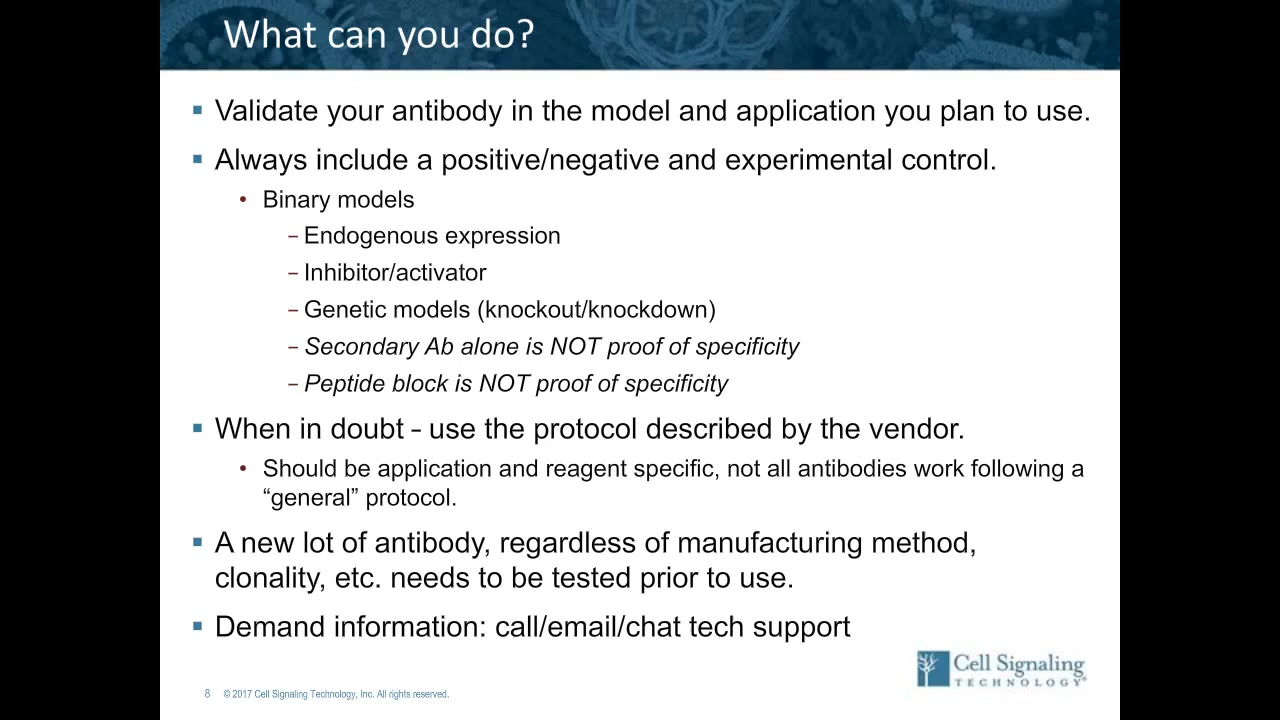 What can you do?
▪ Validate your antibody in the model and application you plan to use.
▪ Always include a positive/negative and experimental control.
• Binary models
– Endogenous expression
– Inhibitor/activator
– Genetic models (knockout/knockdown)
– Secondary Ab alone is NOT proof of specificity
– Peptide block is NOT proof of specificity
▪ When in doubt – use the protocol described by the vendor.
• Should be application and reagent specific, not all antibodies work following a
“general” protocol.
▪ A new lot of antibody, regardless of manufacturing method,
clonality, etc. needs to be tested prior to use.
▪ Demand information: call/email/chat tech support
Cell Signaling
TECHNOLOGY®
8 © 2017 Cell Signaling Technology, Inc. All rights reserved.